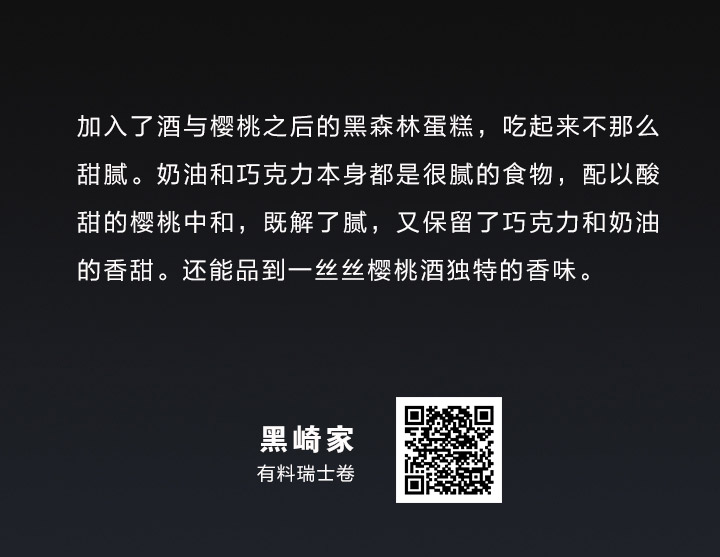 加入了酒与樱桃之后的黑森林蛋糕，吃起来不那么
甜腻。奶油和巧克力本身都是很腻的食物，配以酸
甜的樱桃中和，既解了腻，又保留了巧克力和奶油
的香甜。还能品到一丝丝樱桃酒独特的香味。
黑崎家
有料瑞士卷